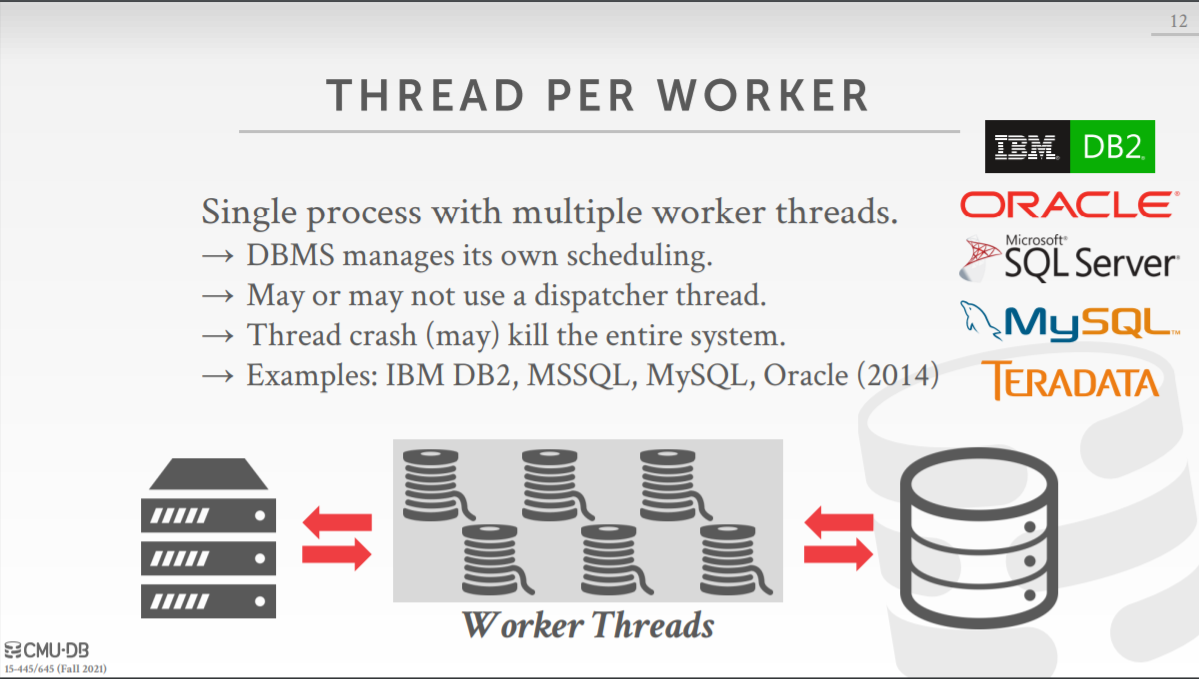 12
THREAD PER WORKER
IBM DB2
Single process with multiple worker threads.
→ DBMS manages its own scheduling.
→ May or may not use a dispatcher thread.
→ Thread crash (may) kill the entire system.
→ Examples: IBM DB2, MSSQL, MySQL, Oracle (2014)
ORACLE®
Microsoft®
SQL Server®
MySQL™
TERADATA
Worker Threads
CMU·DB
15-445/645 (Fall 2021)